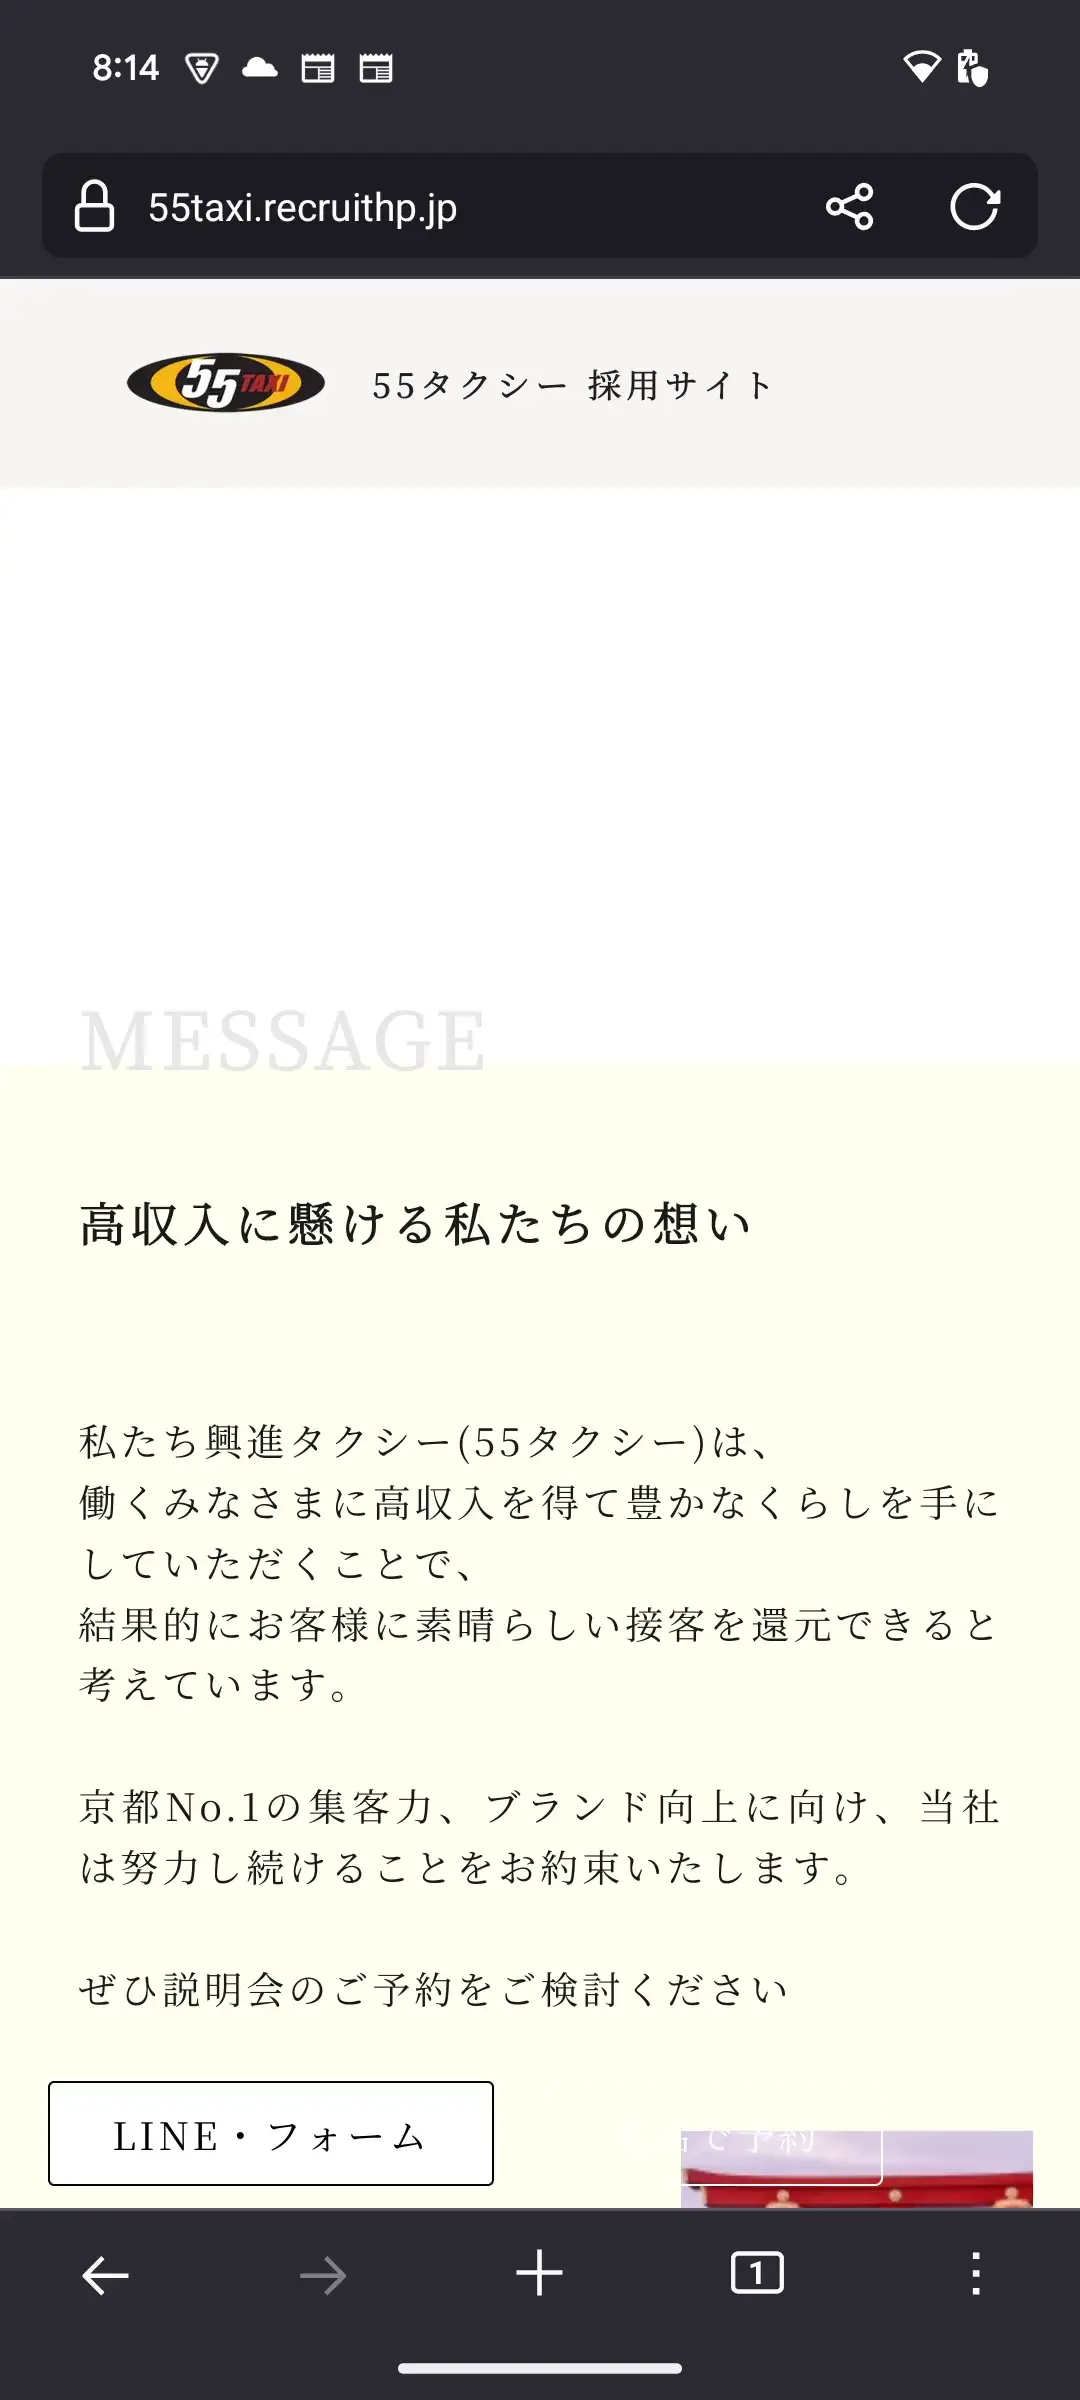 8:14
55taxi.recruithp.jp
55 TAXI
55タクシー 採用サイト
MESSAGE
高収入に懸ける私たちの想い
私たち興進タクシー(55タクシー)は、
働くみなさまに高収入を得て豊かなくらしを手に
していただくことで、
結果的にお客様に素晴らしい接客を還元できると
考えています。
京都No.1の集客力、ブランド向上に向け、当社
は努力し続けることをお約束いたします。
ぜひ説明会のご予約をご検討ください
LINE・フォーム
で予約
1